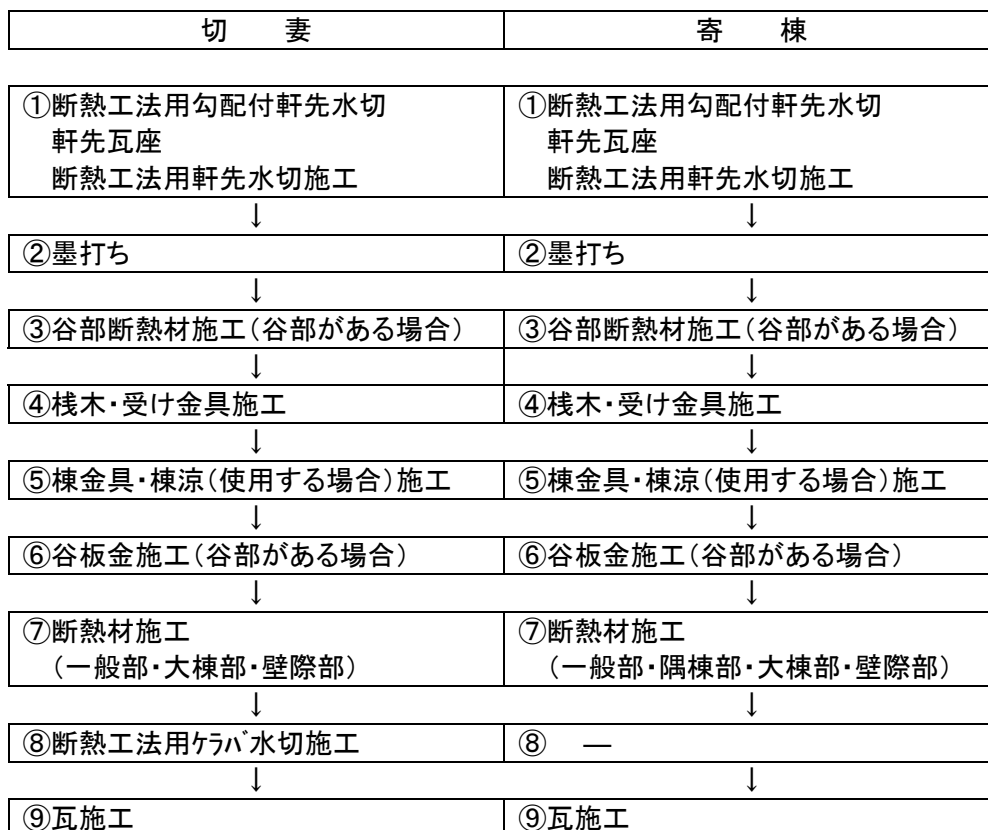 切　妻
寄　棟
①断熱工法用勾配付軒先水切
軒先瓦座
断熱工法用軒先水切施工
①断熱工法用勾配付軒先水切
軒先瓦座
断熱工法用軒先水切施工
↓
↓
②墨打ち
②墨打ち
↓
↓
③谷部断熱材施工（谷部がある場合）
③谷部断熱材施工（谷部がある場合）
↓
↓
④桟木・受け金具施工
④桟木・受け金具施工
↓
↓
⑤棟金具・棟涼（使用する場合）施工
⑤棟金具・棟涼（使用する場合）施工
↓
↓
⑥谷板金施工（谷部がある場合）
⑥谷板金施工（谷部がある場合）
↓
↓
⑦断熱材施工
（一般部・大棟部・壁際部）
⑦断熱材施工
（一般部・隅棟部・大棟部・壁際部）
↓
↓
⑧断熱工法用ｹﾗﾊﾞ水切施工
⑧　―
↓
↓
⑨瓦施工
⑨瓦施工